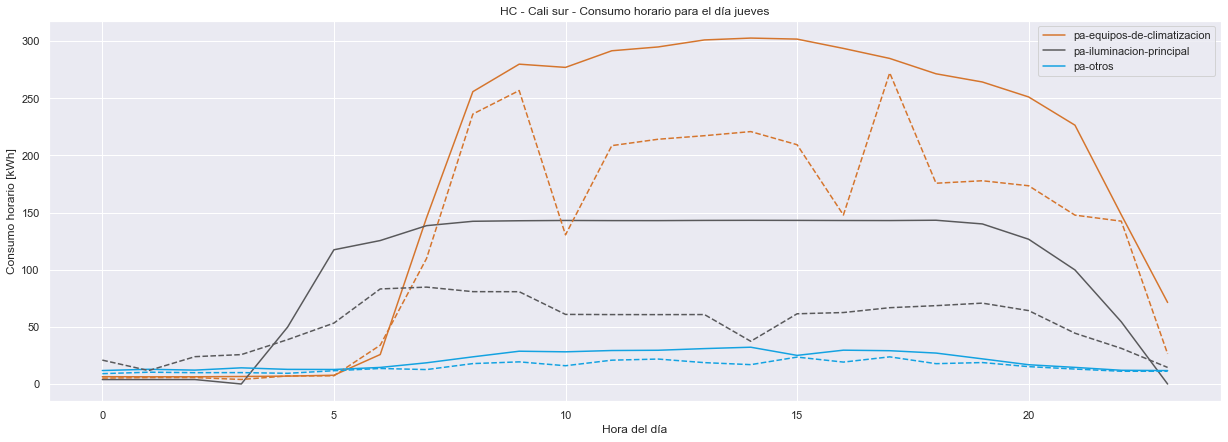 HC - Cali sur - Consumo horario para el día jueves
pa-equipos-de-climatizacion
pa-iluminacion-principal
pa-otros
Consumo horario [kWh]
300
250
200
150
100
50
0
0 5 10 15 20
Hora del día